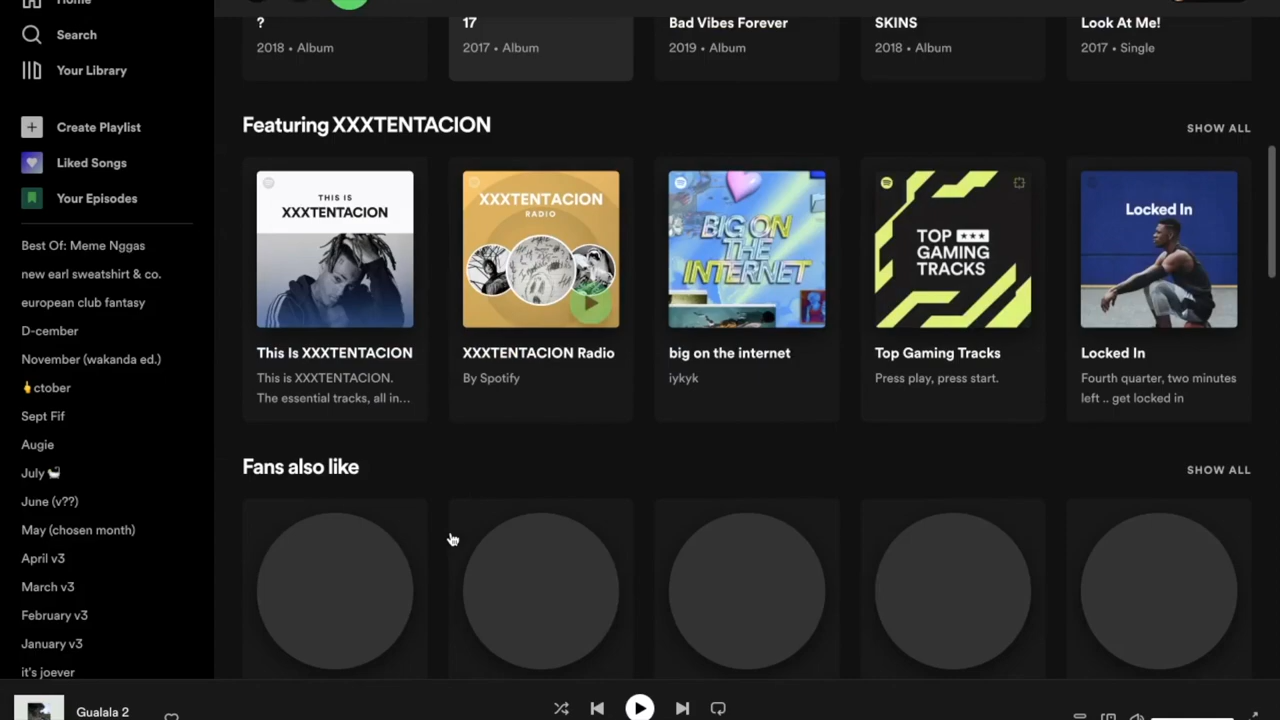 Home
Search
Your Library
Create Playlist
Liked Songs
Your Episodes
Best Of: Meme Nggas
new earl sweatshirt & co.
european club fantasy
D-cember
November (wakanda ed.)
🖕ctober
Sept Fif
Augie
July 🛀
June (v??)
May (chosen month)
April v3
March v3
February v3
January v3
it's joever
?
2018 • Album
17
2017 • Album
Bad Vibes Forever
2019 • Album
SKINS
2018 • Album
Look At Me!
2017 • Single
Featuring XXXTENTACION
SHOW ALL
THIS IS
XXXTENTACION
This Is XXXTENTACION
This is XXXTENTACION.
The essential tracks, all in...
XXXTENTACION
RADIO
XXXTENTACION Radio
By Spotify
BIG ON
THE
INTERNET
big on the internet
iykyk
TOP ★★★
GAMING
TRACKS
Top Gaming Tracks
Press play, press start.
Locked In
Locked In
Fourth quarter, two minutes
left .. get locked in
Fans also like
SHOW ALL
Gualala 2